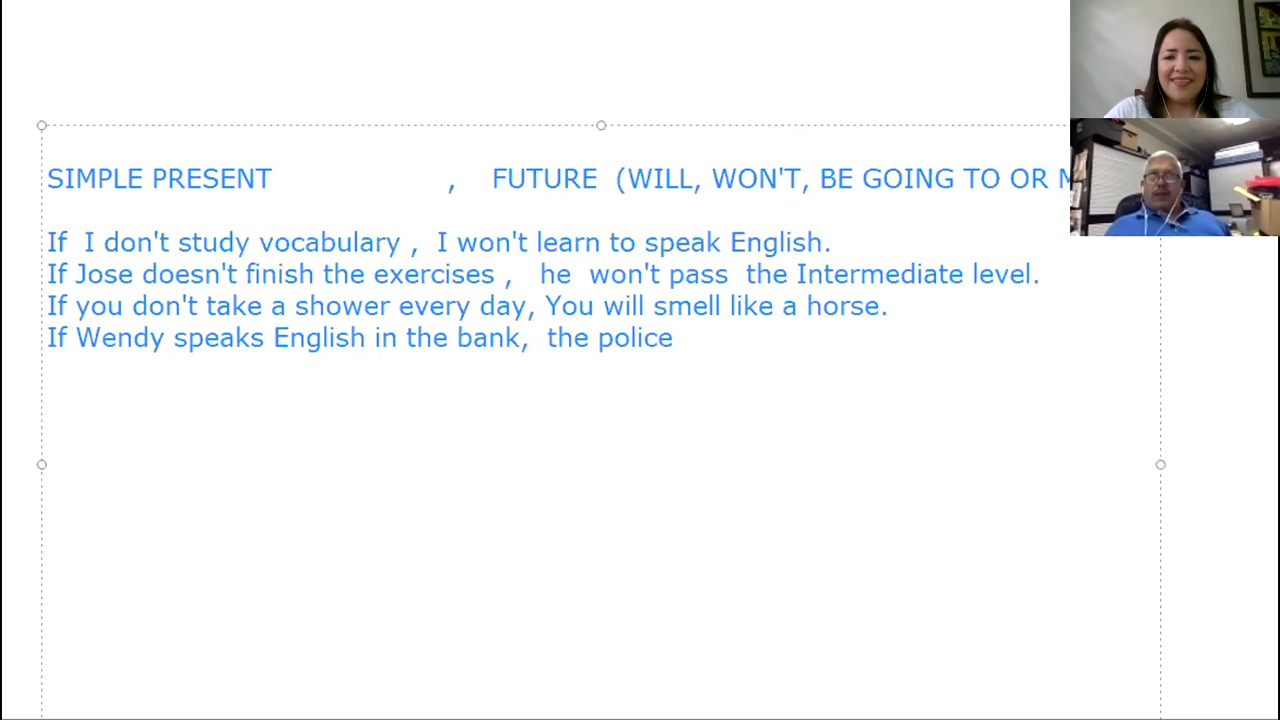 SIMPLE PRESENT , FUTURE (WILL, WON'T, BE GOING TO OR
If I don't study vocabulary , I won't learn to speak English.
If Jose doesn't finish the exercises , he won't pass the Intermediate level.
If you don't take a shower every day, You will smell like a horse.
If Wendy speaks English in the bank, the police